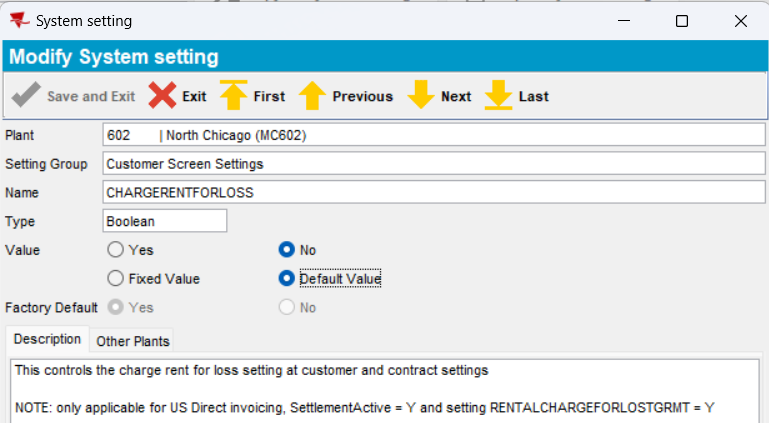 System setting
Modify System setting
Save and Exit Exit First Previous Next Last
Plant 602 | North Chicago (MC602)
Setting Group Customer Screen Settings
Name CHARGERENTFORLOSS
Type Boolean
Value Yes No
Fixed Value Default Value
Factory Default Yes No
Description Other Plants
This controls the charge rent for loss setting at customer and contract settings
NOTE: only applicable for US Direct invoicing, SettlementActive = Y and setting RENTALCHARGEFORLOSTGRMT = Y